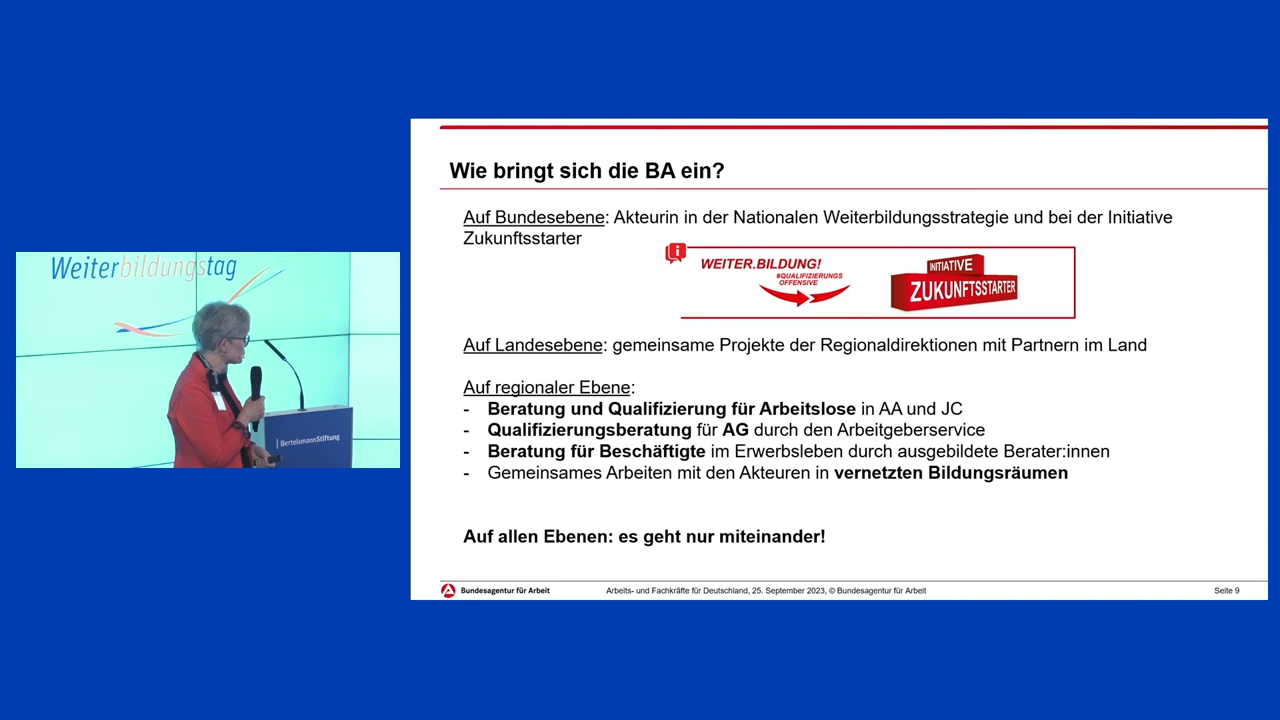 Weiterbildungstag
BertelsmannStiftung
Wie bringt sich die BA ein?
Auf Bundesebene: Akteurin in der Nationalen Weiterbildungsstrategie und bei der Initiative
Zukunftsstarter
i
WEITER.BILDUNG!
#QUALIFIZIERUNGS
OFFENSIVE
INITIATIVE
ZUKUNFTSSTARTER
Auf Landesebene: gemeinsame Projekte der Regionaldirektionen mit Partnern im Land
Auf regionaler Ebene:
- Beratung und Qualifizierung für Arbeitslose in AA und JC
- Qualifizierungsberatung für AG durch den Arbeitgeberservice
- Beratung für Beschäftigte im Erwerbsleben durch ausgebildete Berater:innen
- Gemeinsames Arbeiten mit den Akteuren in vernetzten Bildungsräumen
Auf allen Ebenen: es geht nur miteinander!
Bundesagentur für Arbeit
Arbeits- und Fachkräfte für Deutschland, 25. September 2023, © Bundesagentur für Arbeit
Seite 9